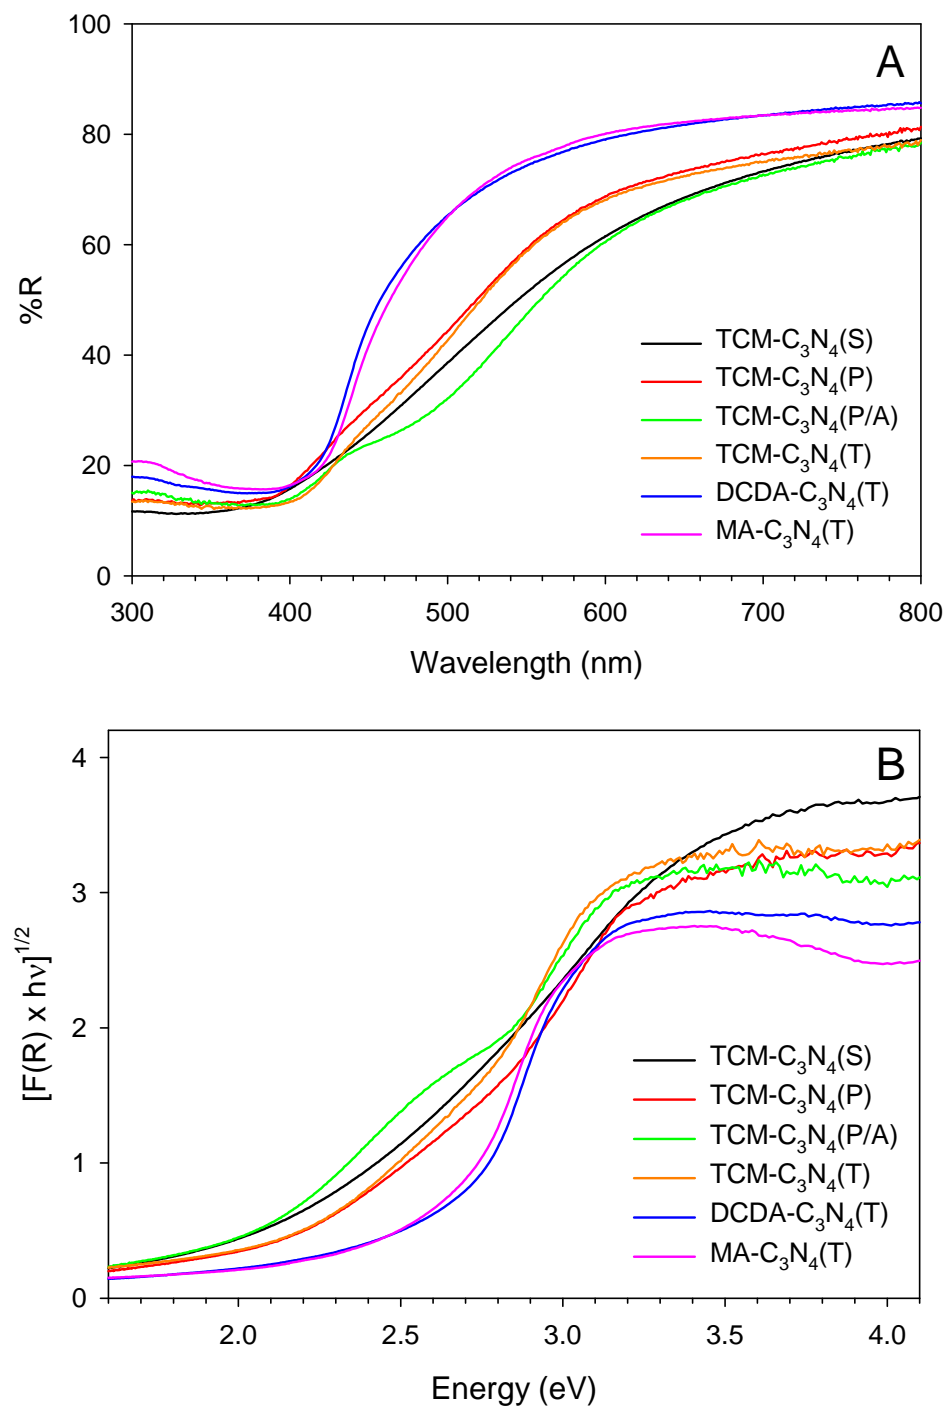 A
100
80
60
40
20
0
%R
TCM-C₃N₄(S)
TCM-C₃N₄(P)
TCM-C₃N₄(P/A)
TCM-C₃N₄(T)
DCDA-C₃N₄(T)
MA-C₃N₄(T)
300 400 500 600 700 800
Wavelength (nm)
B
4
3
2
1
0
[F(R) x hν]^1/2
TCM-C₃N₄(S)
TCM-C₃N₄(P)
TCM-C₃N₄(P/A)
TCM-C₃N₄(T)
DCDA-C₃N₄(T)
MA-C₃N₄(T)
2.0 2.5 3.0 3.5 4.0
Energy (eV)